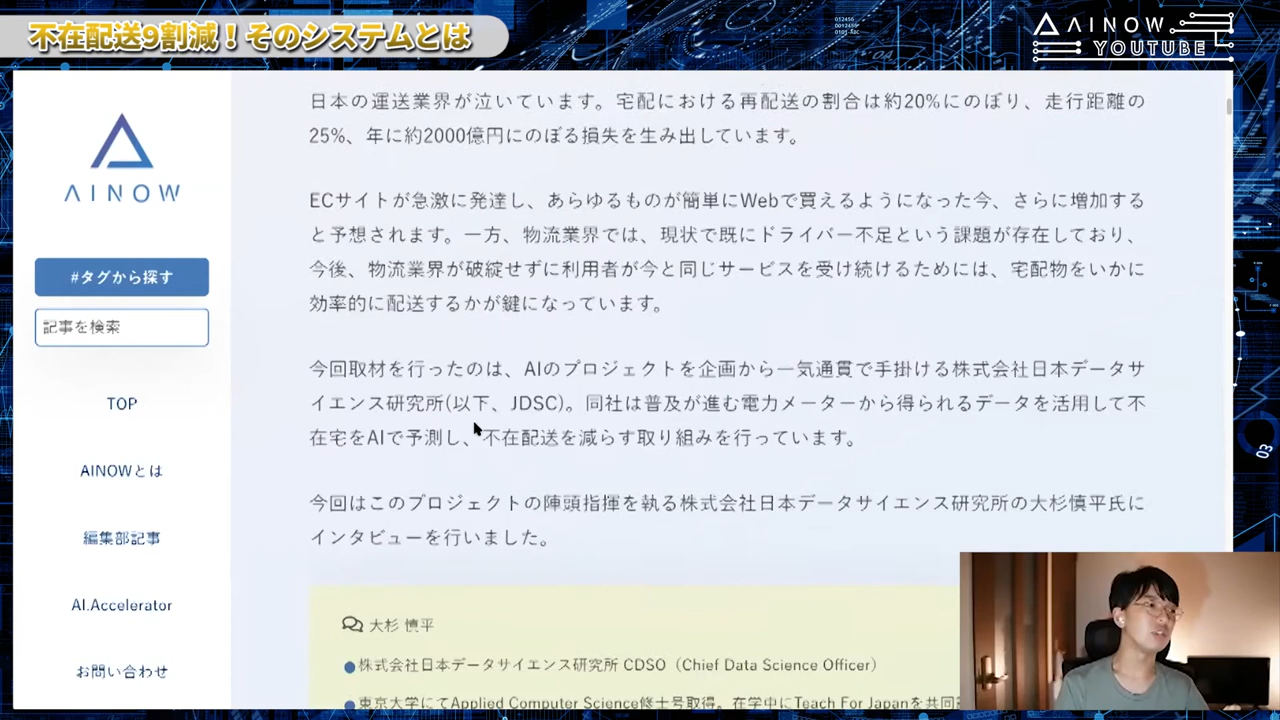 不在配送9割減！そのシステムとは
AINOW
YOUTUBE
AINOW
#タグから探す
記事を検索
TOP
AINOWとは
編集部記事
AI.Accelerator
お問い合わせ
日本の運送業界が泣いています。宅配における再配送の割合は約20%にのぼり、走行距離の
25%、年に約2000億円にのぼる損失を生み出しています。
ECサイトが急激に発達し、あらゆるものが簡単にWebで買えるようになった今、さらに増加する
と予想されます。一方、物流業界では、現状で既にドライバー不足という課題が存在しており、
今後、物流業界が破綻せずに利用者が今と同じサービスを受け続けるためには、宅配物をいかに
効率的に配送するかが鍵になっています。
今回取材を行ったのは、AIのプロジェクトを企画から一気通貫で手掛ける株式会社日本データサ
イエンス研究所(以下、JDSC)。同社は普及が進む電力メーターから得られるデータを活用して不
在宅をAIで予測し、不在配送を減らす取り組みを行っています。
今回はこのプロジェクトの陣頭指揮を執る株式会社日本データサイエンス研究所の大杉慎平氏に
インタビューを行いました。
大杉 慎平
株式会社日本データサイエンス研究所 CDSO（Chief Data Science Officer）
東京大学にてApplied Computer Science修士号取得。在学中にTeach For Japanを共同
03